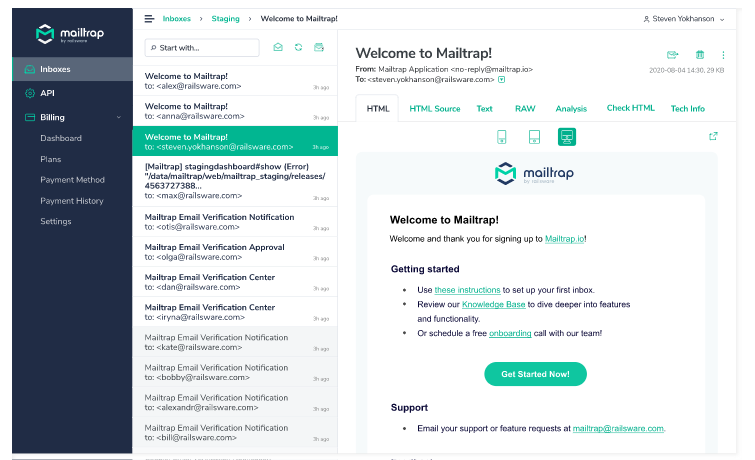 mailtrap
by railsware
Inboxes
API
Billing
Dashboard
Plans
Payment Method
Payment History
Settings
Inboxes › Staging › Welcome to Mailtrap!
Steven Yokhanson
Start with...
Welcome to Mailtrap!
to: <alex@railsware.com>
3h ago
Welcome to Mailtrap!
to: <anna@railsware.com>
3h ago
Welcome to Mailtrap!
to: <steven.yokhanson@railsware.com>
3h ago
[Mailtrap] stagingdashboard#show (Error)
"/data/mailtrap/web/mailtrap_staging/releases/
4563727388...
to: <max@railsware.com>
3h ago
Mailtrap Email Verification Notification
to: <otis@railsware.com>
3h ago
Mailtrap Email Verification Approval
to: <olga@railsware.com>
3h ago
Mailtrap Email Verification Center
to: <dan@railsware.com>
3h ago
Mailtrap Email Verification Center
to: <iryna@railsware.com>
3h ago
Mailtrap Email Verification Notification
to: <kate@railsware.com>
3h ago
Mailtrap Email Verification Notification
to: <bobby@railsware.com>
3h ago
Mailtrap Email Verification Notification
to: <alexandr@railsware.com>
3h ago
Mailtrap Email Verification Notification
to: <bill@railsware.com>
3h ago
Welcome to Mailtrap!
From: Mailtrap Application <no-reply@mailtrap.io>
To: <steven.yokhanson@railsware.com>
2020-08-04 14:30, 29 KB
HTML HTML Source Text RAW Analysis Check HTML Tech Info
mailtrap
by railsware
Welcome to Mailtrap!
Welcome and thank you for signing up to Mailtrap.io!
Getting started
• Use these instructions to set up your first inbox.
• Review our Knowledge Base to dive deeper into features
and functionality.
• Or schedule a free onboarding call with our team!
Get Started Now!
Support
• Email your support or feature requests at mailtrap@railsware.com.